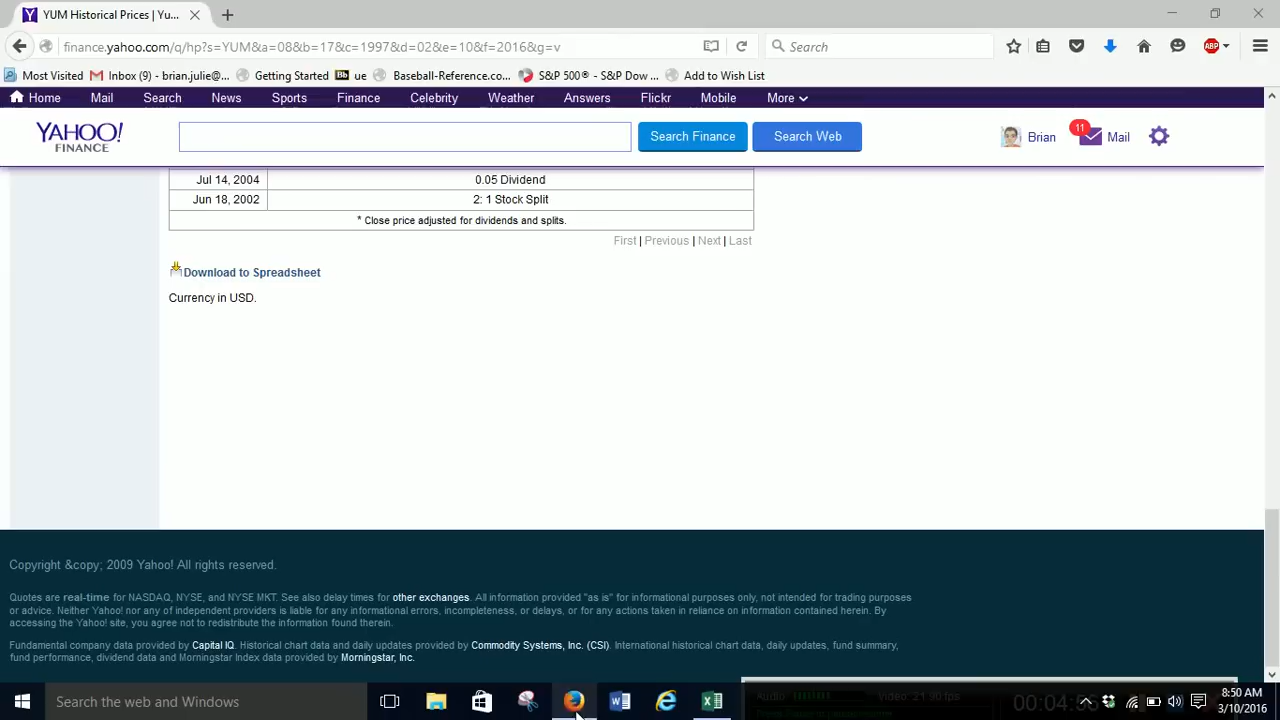 YUM Historical Prices | Yu...
finance.yahoo.com/q/hp?s=YUM&a=08&b=17&c=1997&d=02&e=10&f=2016&g=v
Search
ABP
Most Visited
Inbox (9) - brian.julie@...
Getting Started
Bb ue
Baseball-Reference.co...
S&P 500® - S&P Dow ...
Add to Wish List
Home Mail Search News Sports Finance Celebrity Weather Answers Flickr Mobile More
YAHOO!
FINANCE
Search Finance
Search Web
Brian
11
Mail
Jul 14, 2004 0.05 Dividend
Jun 18, 2002 2: 1 Stock Split
* Close price adjusted for dividends and splits.
First | Previous | Next | Last
Download to Spreadsheet
Currency in USD.
Copyright &copy; 2009 Yahoo! All rights reserved.
Quotes are real-time for NASDAQ, NYSE, and NYSE MKT. See also delay times for other exchanges. All information provided "as is" for informational purposes only, not intended for trading purposes
or advice. Neither Yahoo! nor any of independent providers is liable for any informational errors, incompleteness, or delays, or for any actions taken in reliance on information contained herein. By
accessing the Yahoo! site, you agree not to redistribute the information found therein.
Fundamental company data provided by Capital IQ. Historical chart data and daily updates provided by Commodity Systems, Inc. (CSI). International historical chart data, daily updates, fund summary,
fund performance, dividend data and Morningstar Index data provided by Morningstar, Inc.
Search the web and Windows
Audio
Video: 21.90 fps
8:50 AM
3/10/2016